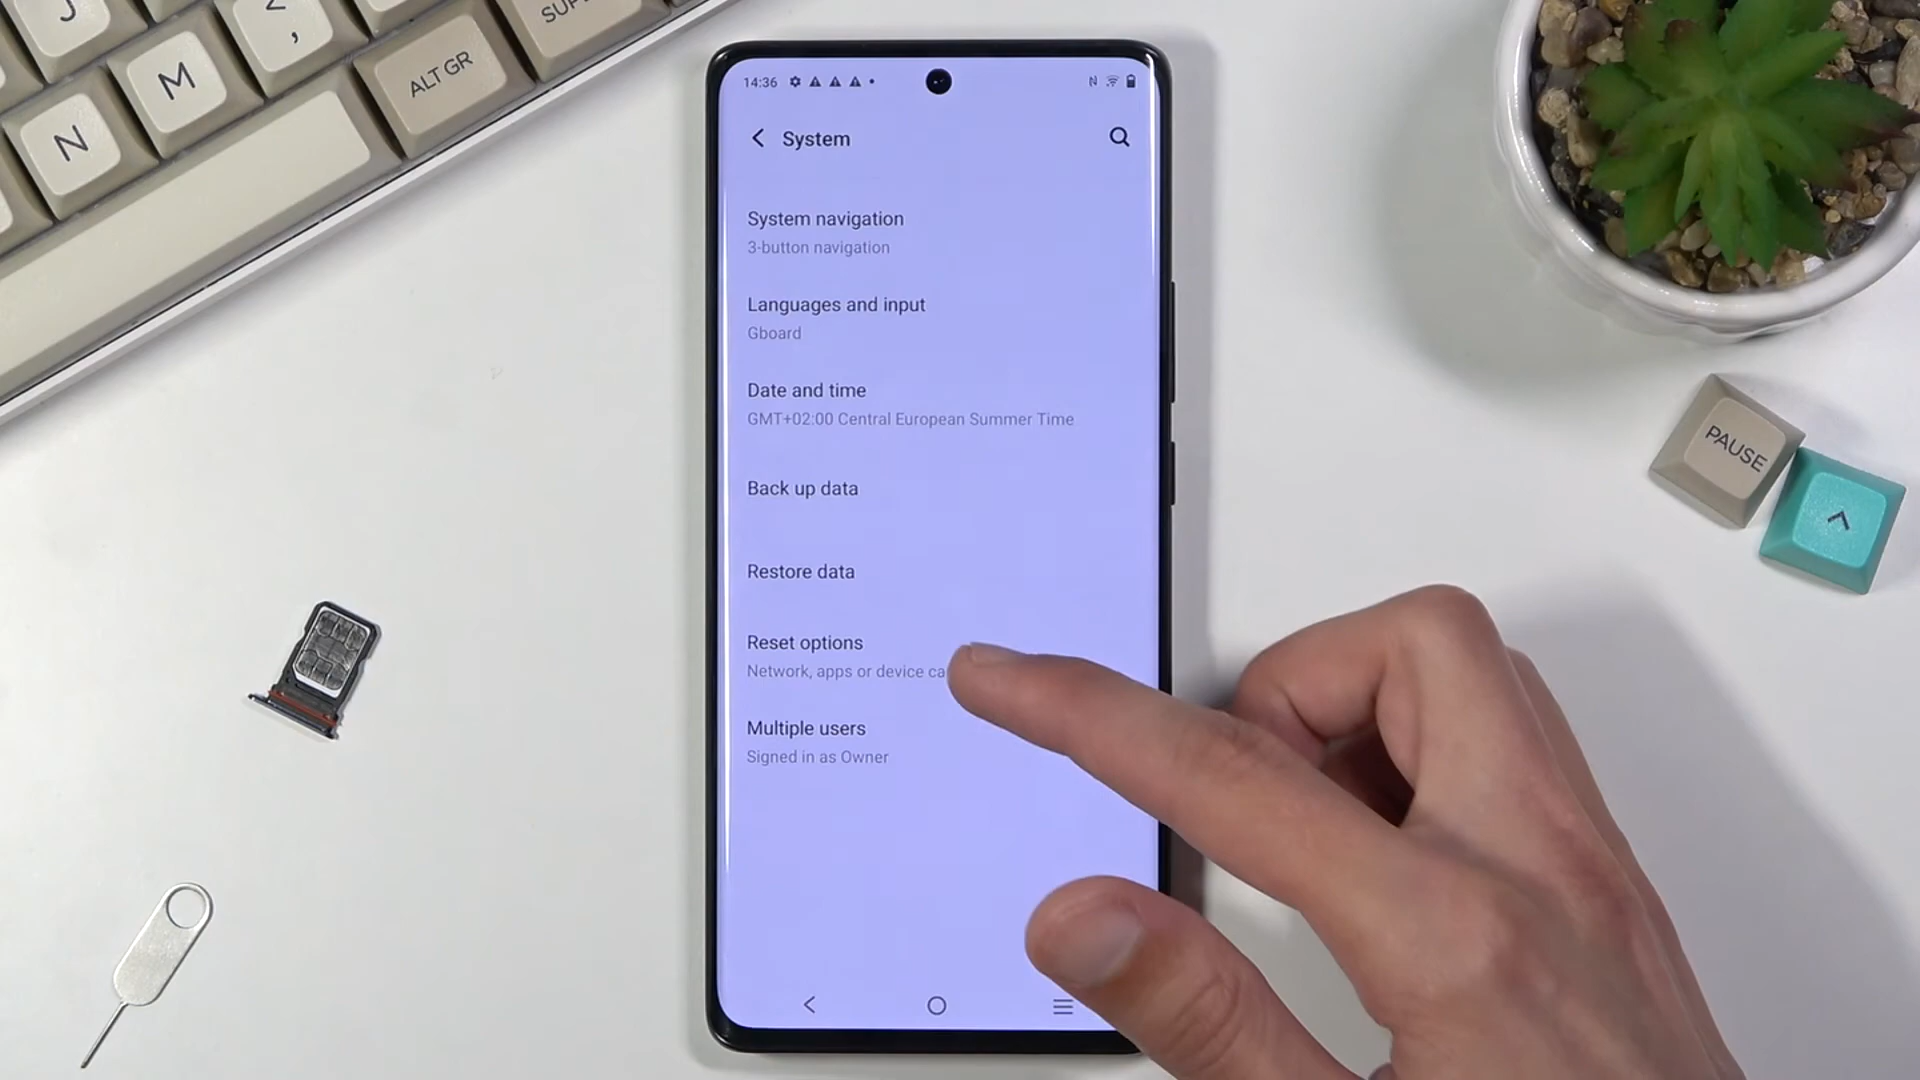 J
<
,
SUP
M
ALT GR
N
14:36
System
System navigation
3-button navigation
Languages and input
Gboard
Date and time
GMT+02:00 Central European Summer Time
Back up data
Restore data
Reset options
Network, apps or device ca
Multiple users
Signed in as Owner
PAUSE